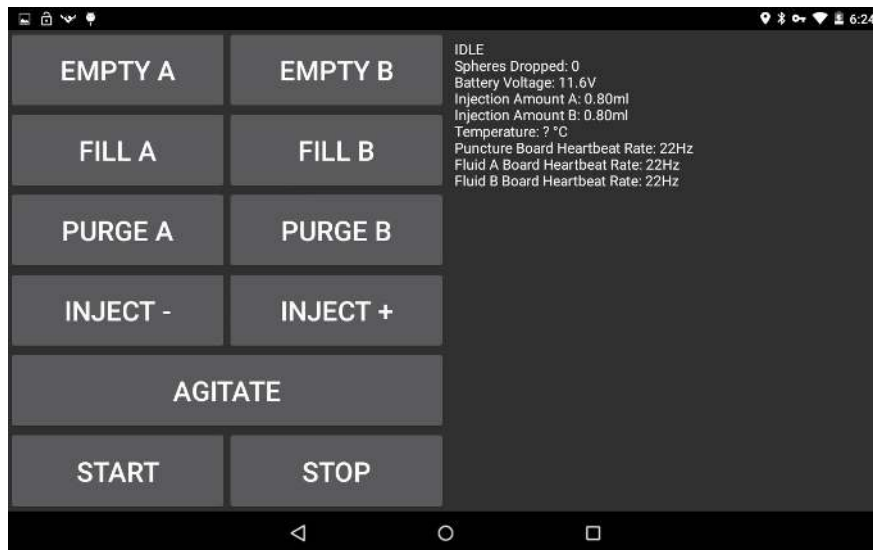 6:24
EMPTY A
EMPTY B
FILL A
FILL B
PURGE A
PURGE B
INJECT -
INJECT +
AGITATE
START
STOP
IDLE
Spheres Dropped: 0
Battery Voltage: 11.6V
Injection Amount A: 0.80ml
Injection Amount B: 0.80ml
Temperature: ? °C
Puncture Board Heartbeat Rate: 22Hz
Fluid A Board Heartbeat Rate: 22Hz
Fluid B Board Heartbeat Rate: 22Hz